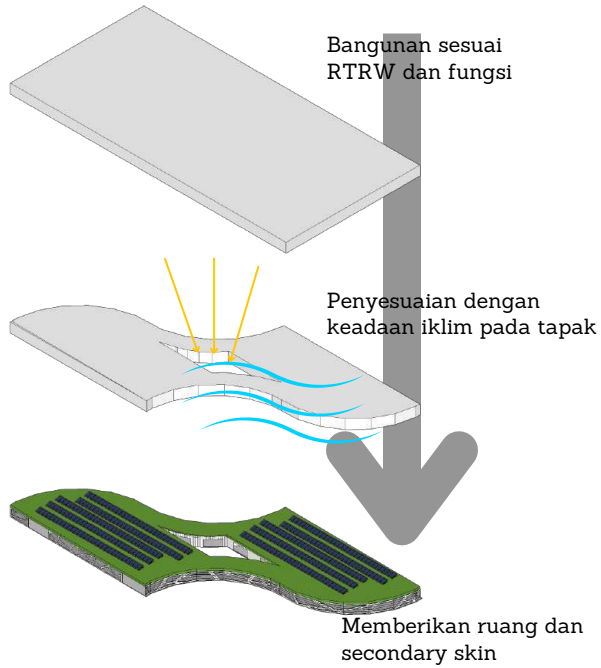 Bangunan sesuai
RTRW dan fungsi
Penyesuaian dengan
keadaan iklim pada tapak
Memberikan ruang dan
secondary skin